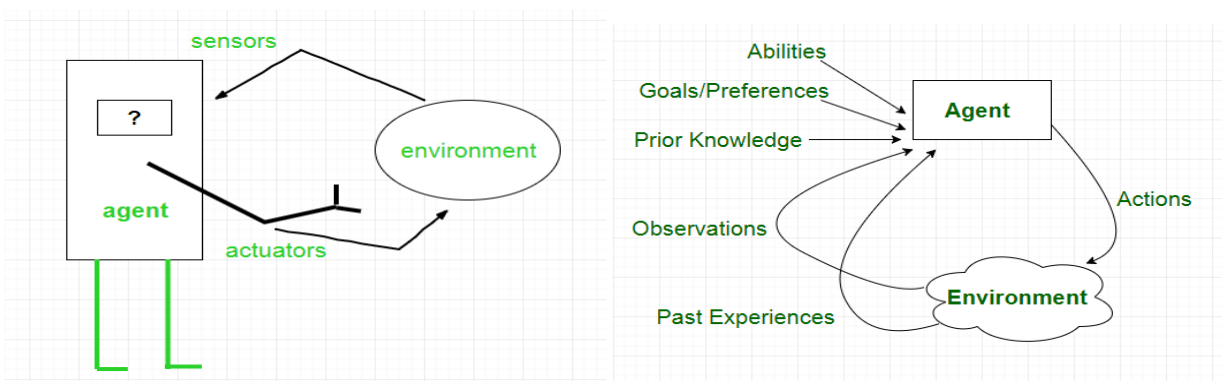 sensors
?
environment
agent
actuators
Abilities
Goals/Preferences
Agent
Prior Knowledge
Actions
Observations
Environment
Past Experiences